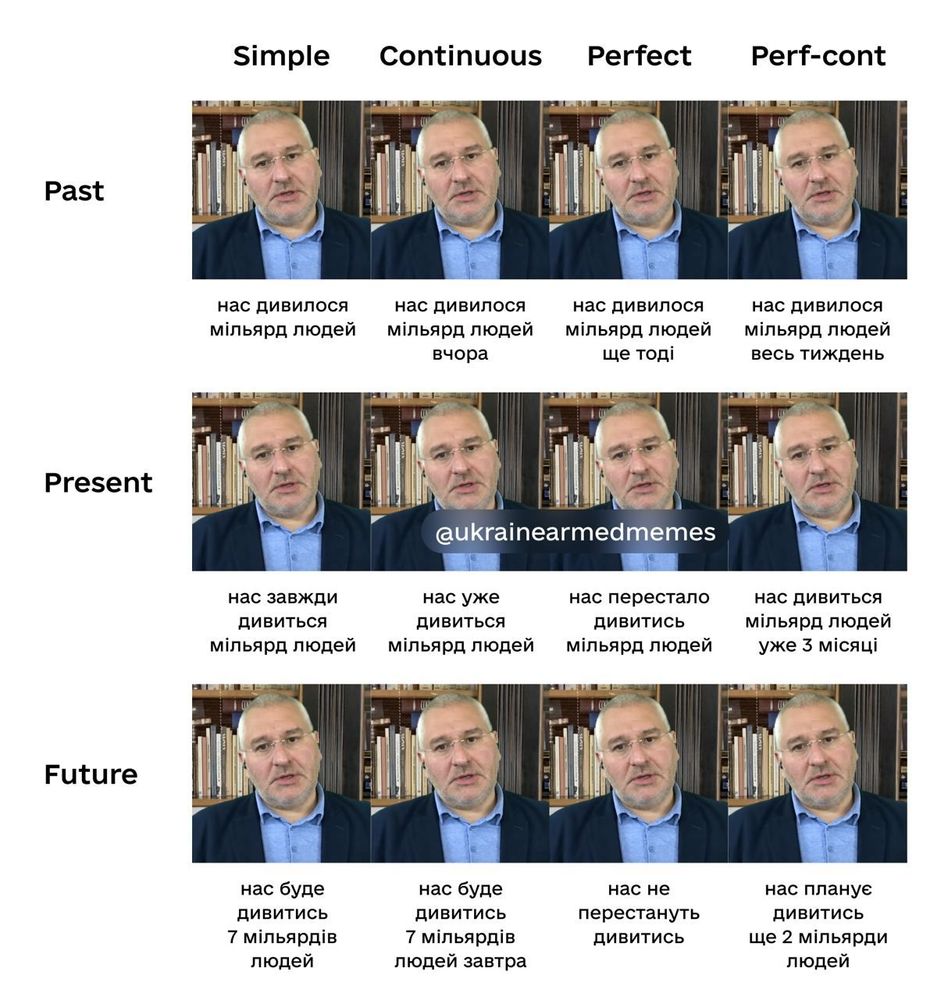 Simple Continuous Perfect Perf-cont
Past
нас дивилося
мільярд людей
нас дивилося
мільярд людей
вчора
нас дивилося
мільярд людей
ще тоді
нас дивилося
мільярд людей
весь тиждень
Present
@ukrainearmedmemes
нас завжди
дивиться
мільярд людей
нас уже
дивиться
мільярд людей
нас перестало
дивитись
мільярд людей
нас дивиться
мільярд людей
уже 3 місяці
Future
нас буде
дивитись
7 мільярдів
людей
нас буде
дивитись
7 мільярдів
людей завтра
нас не
перестануть
дивитись
нас планує
дивитись
ще 2 мільярди
людей